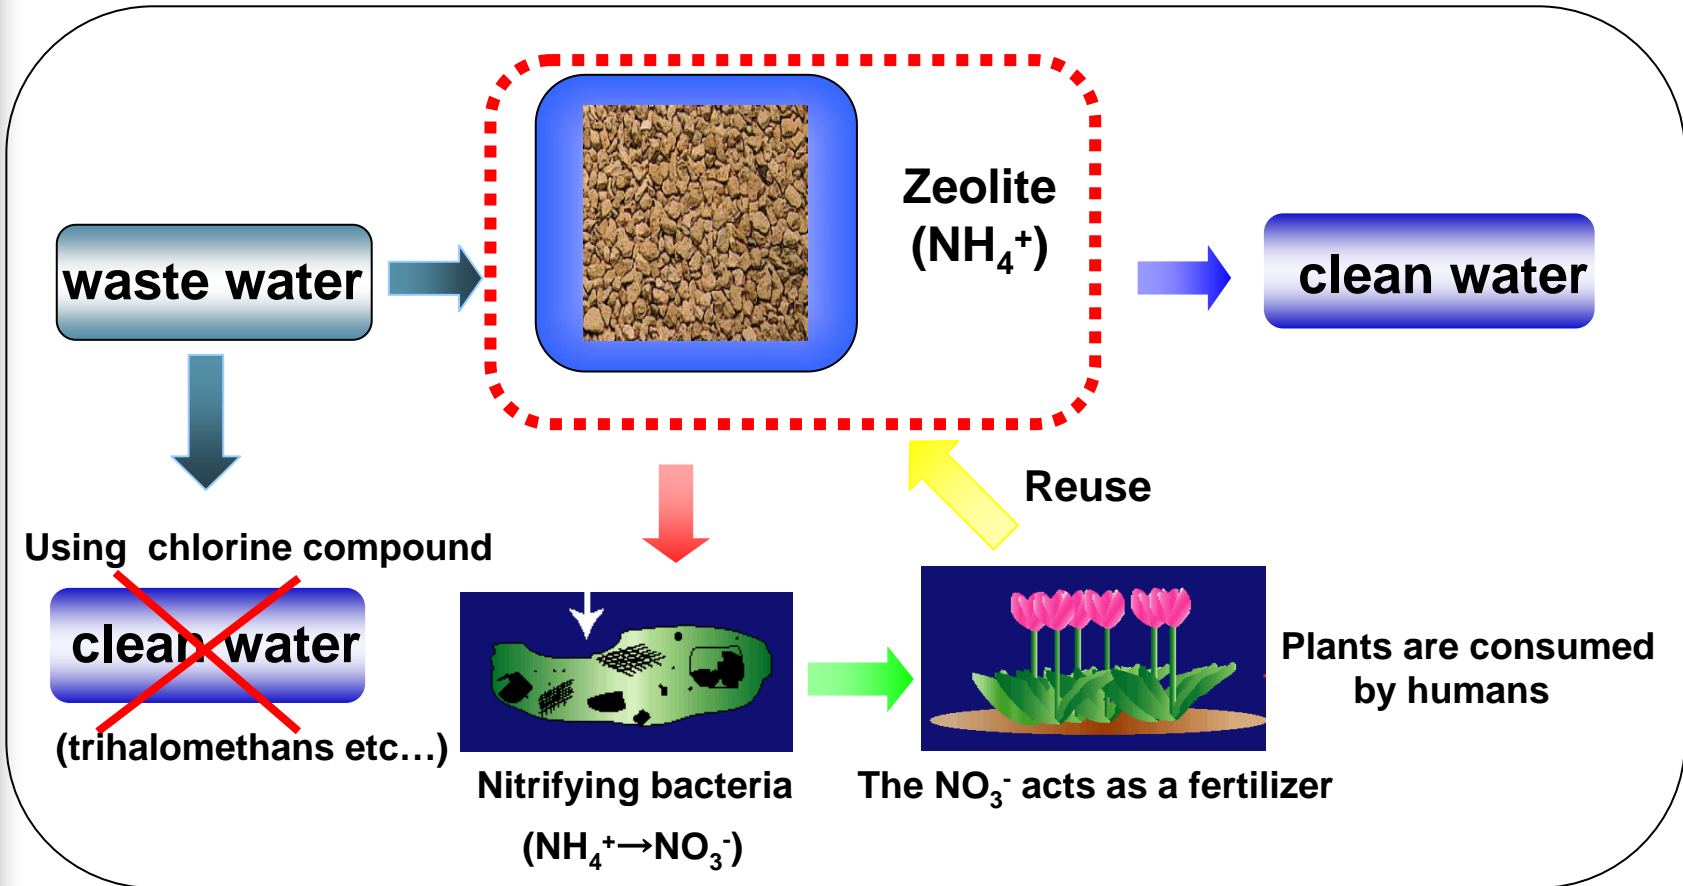 Zeolite
(NH₄⁺)
waste water
clean water
Reuse
Using chlorine compound
clean water
(trihalomethans etc…)
Plants are consumed
by humans
Nitrifying bacteria
(NH₄⁺→NO₃⁻)
The NO₃⁻ acts as a fertilizer